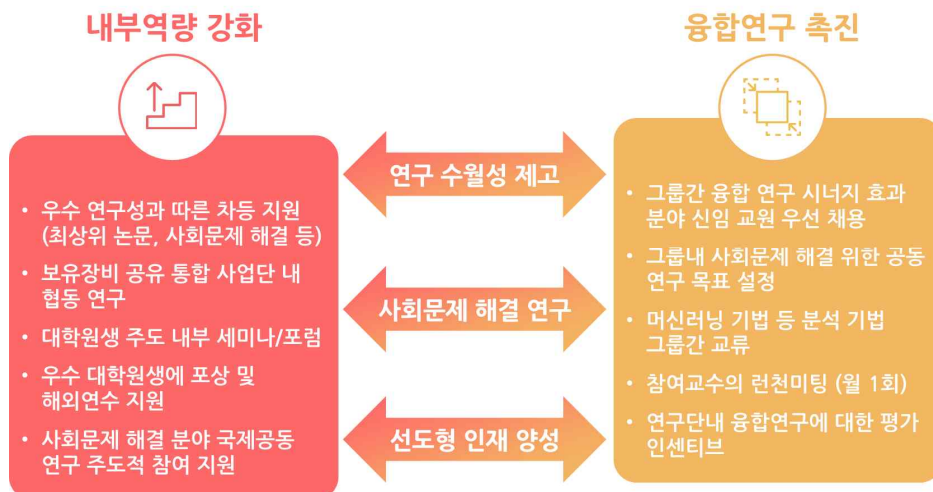 내부역량 강화
• 우수 연구성과 따른 차등 지원
(최상위 논문, 사회문제 해결 등)
• 보유장비 공유 통합 사업단 내
협동 연구
• 대학원생 주도 내부 세미나/포럼
• 우수 대학원생에 포상 및
해외연수 지원
• 사회문제 해결 분야 국제공동
연구 주도적 참여 지원
연구 수월성 제고
사회문제 해결 연구
선도형 인재 양성
융합연구 촉진
• 그룹간 융합 연구 시너지 효과
분야 신임 교원 우선 채용
• 그룹내 사회문제 해결 위한 공동
연구 목표 설정
• 머신러닝 기법 등 분석 기법
그룹간 교류
• 참여교수의 런천미팅 (월 1회)
• 연구단내 융합연구에 대한 평가
인센티브